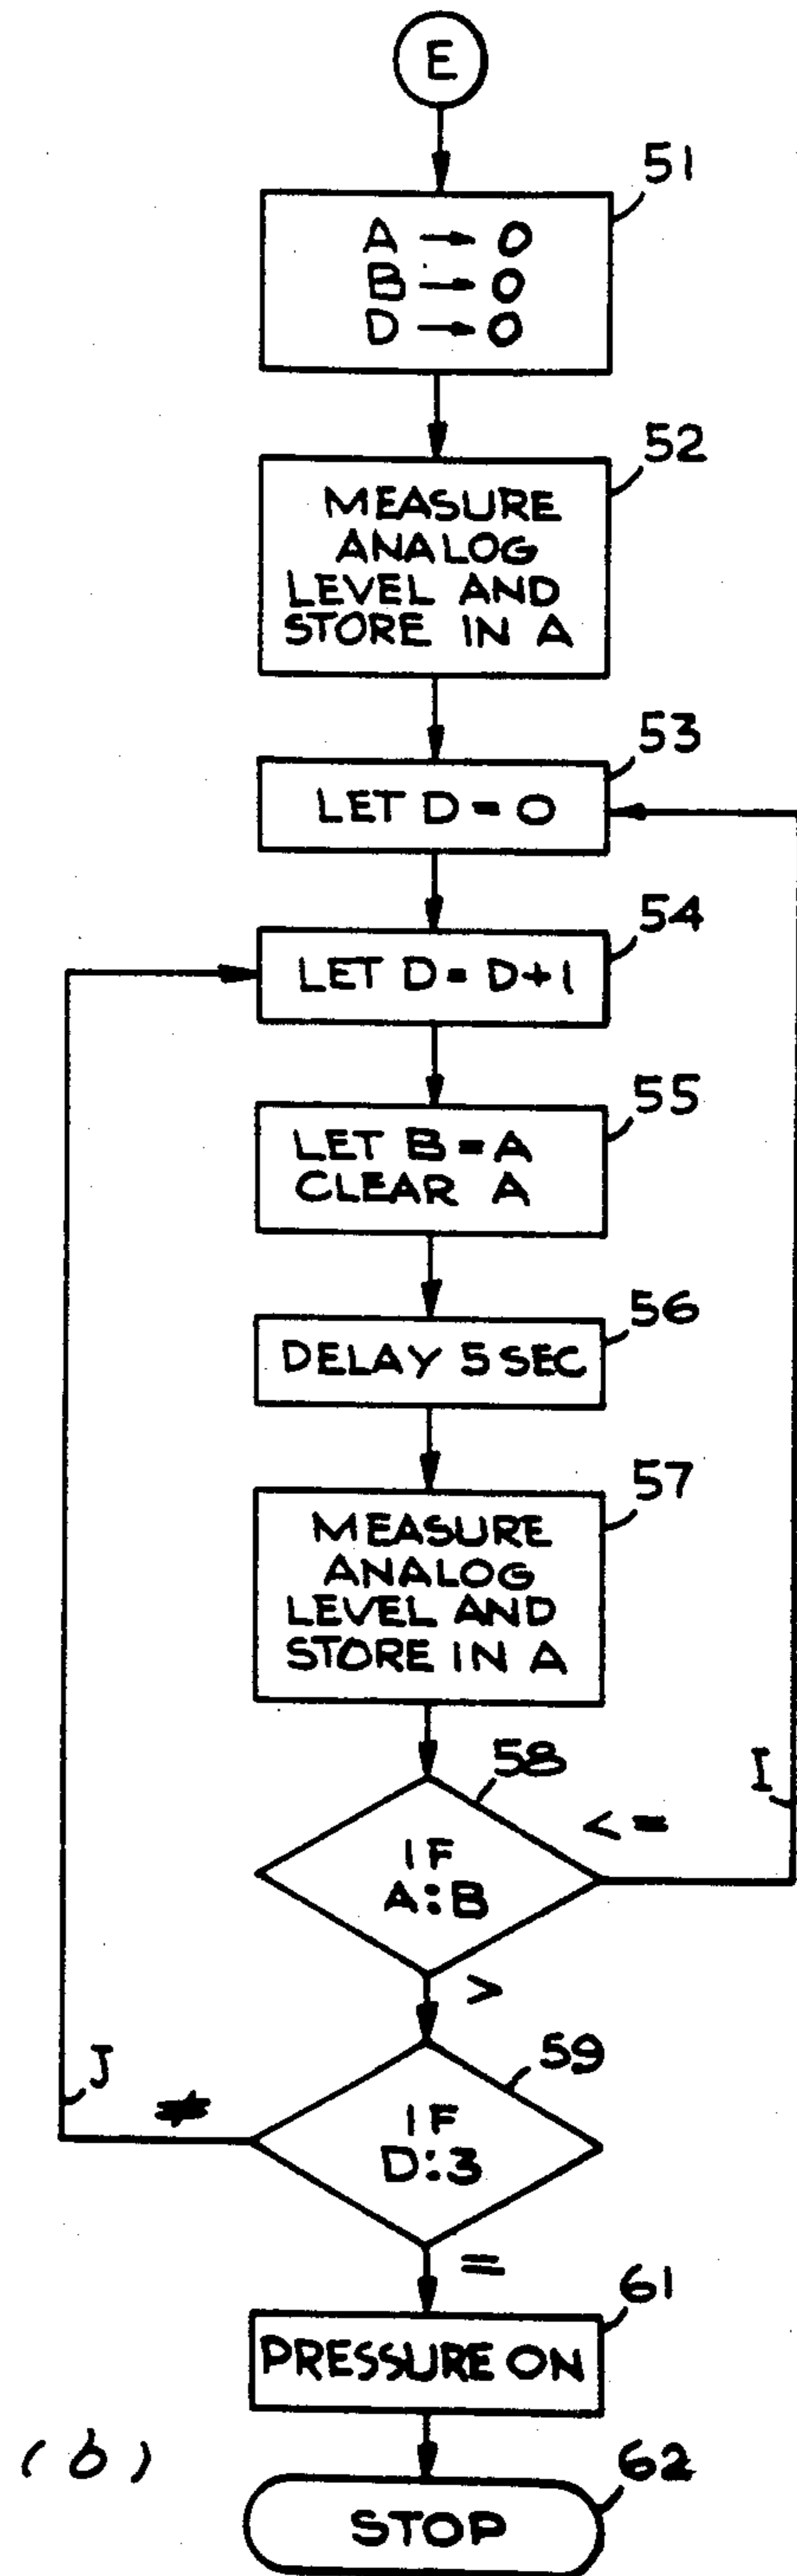 E
51
A → 0
B → 0
D → 0
52
MEASURE
ANALOG
LEVEL AND
STORE IN A
53
LET D = 0
54
LET D = D+1
55
LET B = A
CLEAR A
56
DELAY 5 SEC
57
MEASURE
ANALOG
LEVEL AND
STORE IN A
58
I
< =
IF
A:B
>
J
59
≠
IF
D:3
=
61
PRESSURE ON
(b)
62
STOP